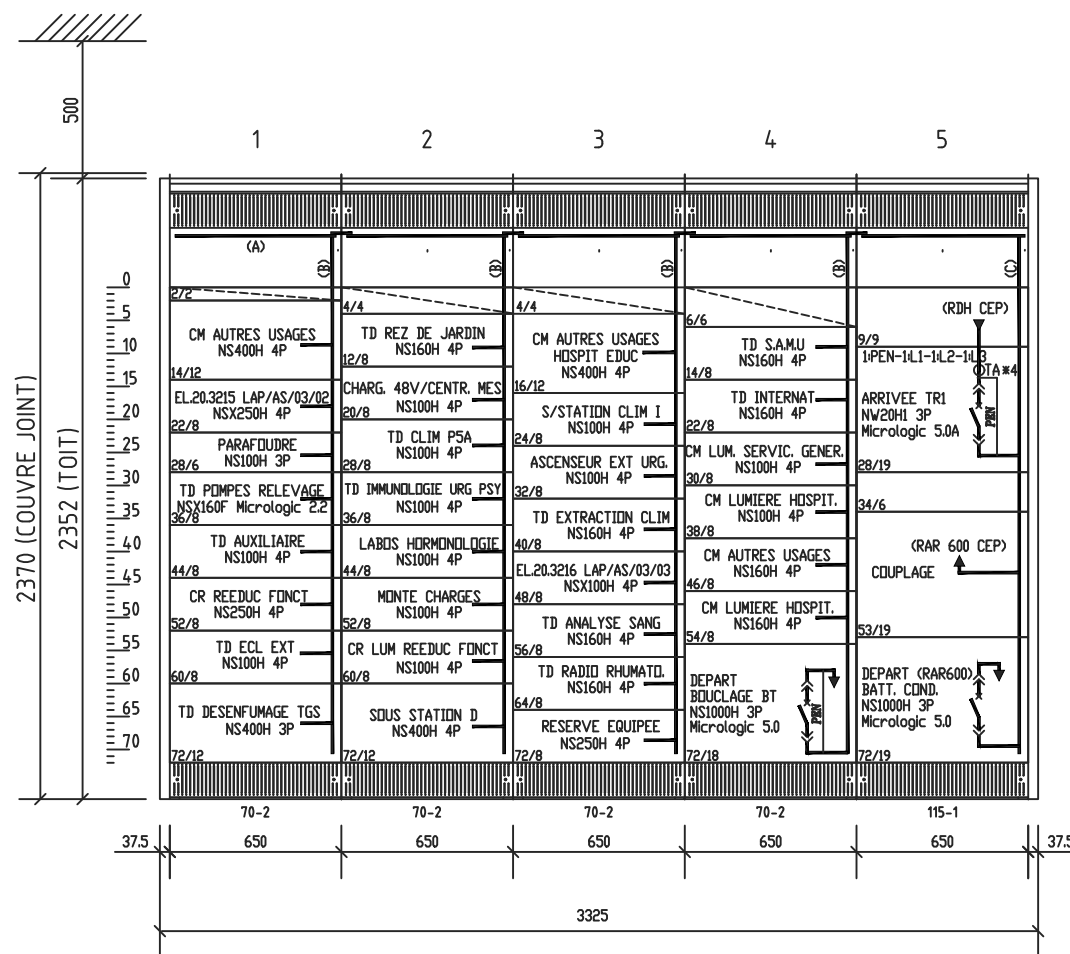 500
1
2
3
4
5
2370 (COUVRE JOINT)
2352 (TOIT)
0
5
10
15
20
25
30
35
40
45
50
55
60
65
70
(A)
(B)
2/2
CM AUTRES USAGES
NS400H 4P
14/12
EL.20.3215 LAP/AS/03/02
NSX250H 4P
22/8
PARAFOUDRE
NS100H 3P
28/6
TD POMPES RELEVAGE
NSX160F Micrologic 2.2
36/8
TD AUXILIAIRE
NS100H 4P
44/8
CR REEDUC FONCT
NS250H 4P
52/8
TD ECL EXT
NS100H 4P
60/8
TD DESENFUMAGE TGS
NS400H 3P
72/12
(B)
4/4
TD REZ DE JARDIN
NS160H 4P
12/8
CHARG. 48V/CENTR. MES
NS100H 4P
20/8
TD CLIM P5A
NS100H 4P
28/8
TD IMMUNOLOGIE URG PSY
NS100H 4P
36/8
LABOS HORMONOLOGIE
NS100H 4P
44/8
MONTE CHARGES
NS100H 4P
52/8
CR LUM REEDUC FONCT
NS100H 4P
60/8
SOUS STATION D
NS400H 4P
72/12
(B)
4/4
CM AUTRES USAGES
HOSPIT EDUC
NS400H 4P
16/12
S/STATION CLIM I
NS100H 4P
24/8
ASCENSEUR EXT URG.
NS100H 4P
32/8
TD EXTRACTION CLIM
NS160H 4P
40/8
EL.20.3216 LAP/AS/03/03
NSX100H 4P
48/8
TD ANALYSE SANG
NS160H 4P
56/8
TD RADIO RHUMATO.
NS160H 4P
64/8
RESERVE EQUIPEE
NS250H 4P
72/8
(B)
6/6
TD S.A.M.U
NS160H 4P
14/8
TD INTERNAT
NS160H 4P
22/8
CM LUM. SERVIC. GENER.
NS100H 4P
30/8
CM LUMIERE HOSPIT.
NS100H 4P
38/8
CM AUTRES USAGES
NS160H 4P
46/8
CM LUMIERE HOSPIT.
NS160H 4P
54/8
DEPART
BOUCLAGE BT
NS1000H 3P
Micrologic 5.0
PEN
72/18
(C)
(RDH CEP)
9/9
1:PEN-1:L1-1:L2-1:L3
TA*4
ARRIVEE TR1
NW20H1 3P
Micrologic 5.0A
PEN
28/19
34/6
(RAR 600 CEP)
COUPLAGE
53/19
DEPART (RAR600)
BATT. COND.
NS1000H 3P
Micrologic 5.0
72/19
70-2
70-2
70-2
70-2
115-1
37.5
650
650
650
650
650
37.5
3325